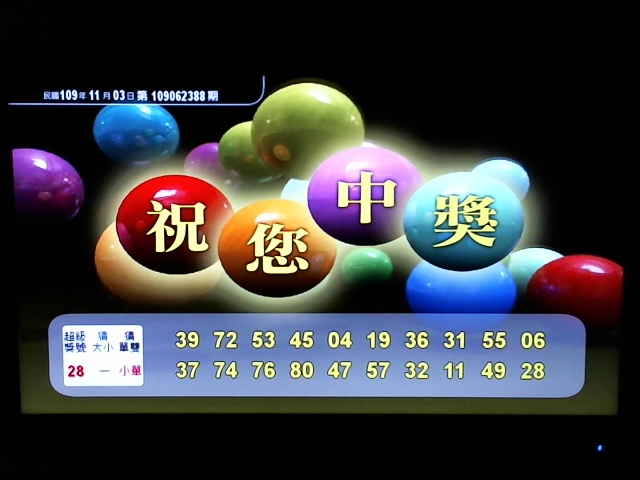 民國109年11月03日第109062388期
祝您中獎
超級獎號 猜大小 猜單雙
28 一 小單
39 72 53 45 04 19 36 31 55 06
37 74 76 80 47 57 32 11 49 28